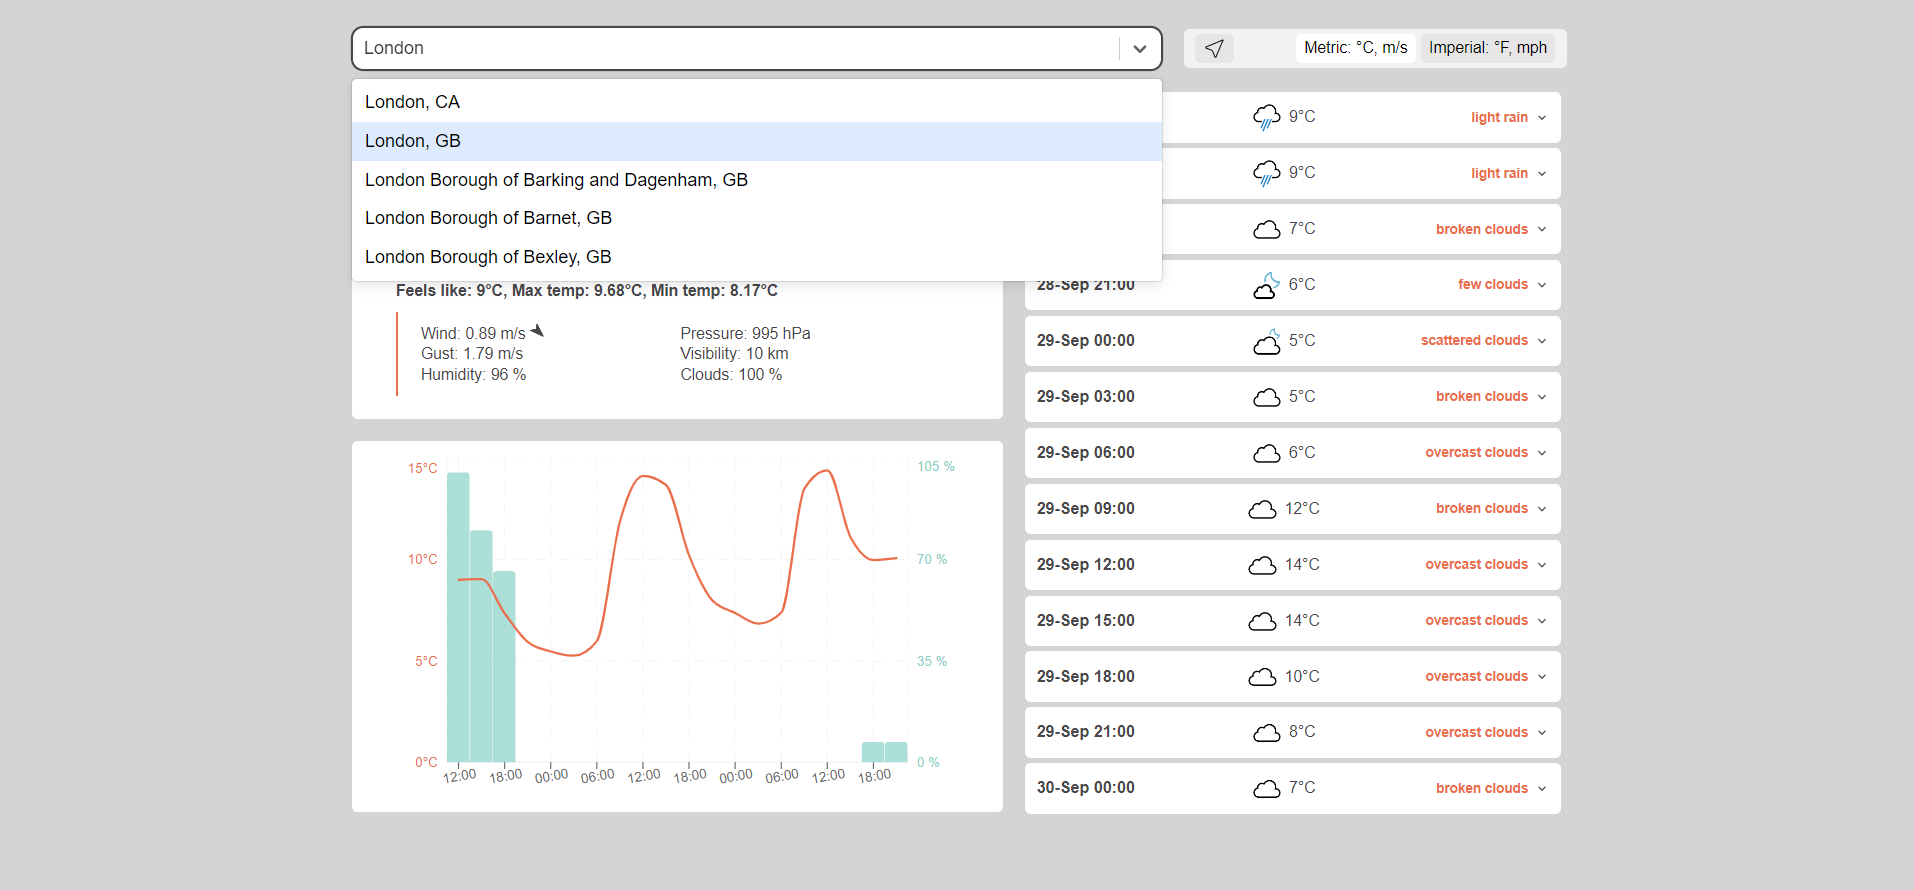 London
Metric: °C, m/s
Imperial: °F, mph
London, CA
London, GB
London Borough of Barking and Dagenham, GB
London Borough of Barnet, GB
London Borough of Bexley, GB
Feels like: 9°C, Max temp: 9.68°C, Min temp: 8.17°C
Wind: 0.89 m/s
Gust: 1.79 m/s
Humidity: 96 %
Pressure: 995 hPa
Visibility: 10 km
Clouds: 100 %
15°C
10°C
5°C
0°C
105 %
70 %
35 %
0 %
12:00 18:00 00:00 06:00 12:00 18:00 00:00 06:00 12:00 18:00
9°C light rain
9°C light rain
7°C broken clouds
28-Sep 21:00 6°C few clouds
29-Sep 00:00 5°C scattered clouds
29-Sep 03:00 5°C broken clouds
29-Sep 06:00 6°C overcast clouds
29-Sep 09:00 12°C broken clouds
29-Sep 12:00 14°C overcast clouds
29-Sep 15:00 14°C overcast clouds
29-Sep 18:00 10°C overcast clouds
29-Sep 21:00 8°C overcast clouds
30-Sep 00:00 7°C broken clouds